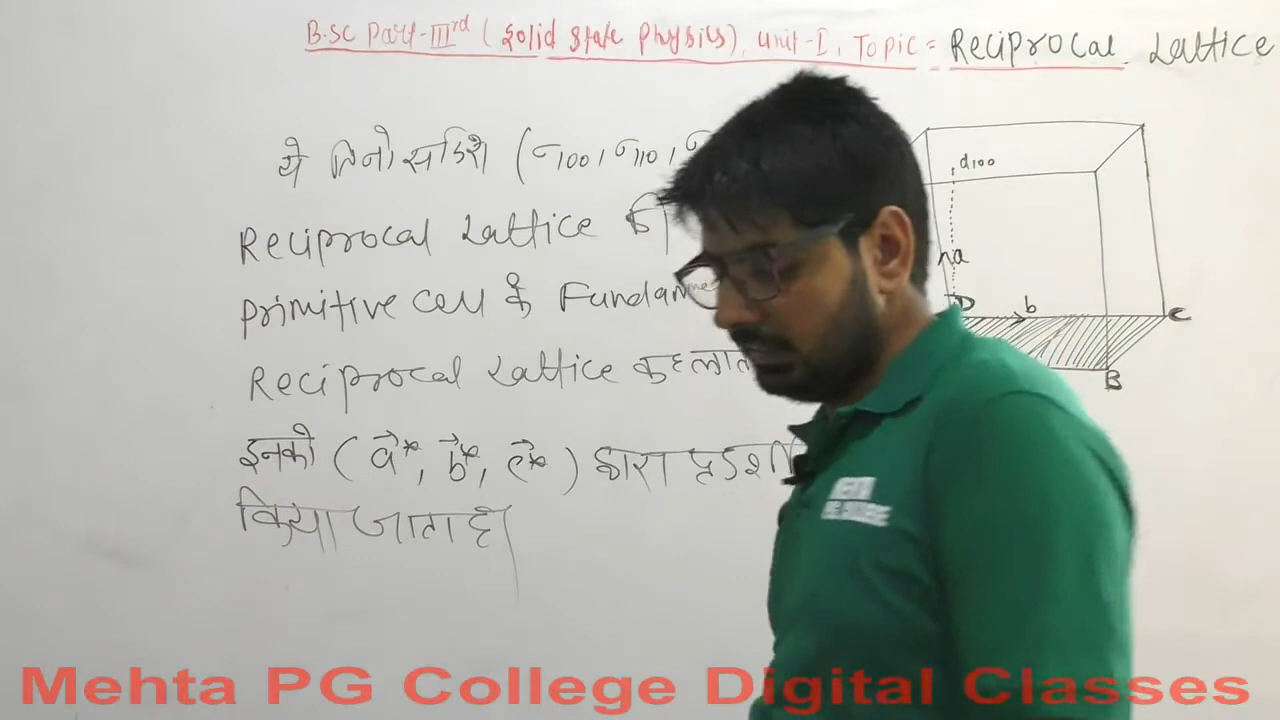 B.SC Part-IIIrd (Solid State Physics), Unit-I, Topic = Reciprocal Lattice
ये तिनो सदिश (σ100, σ110,
Reciprocal Lattice की
primitive cell के Fundam
Reciprocal Lattice कहलात
इनको (a*, b*, c*) द्वारा प्रदर्शी
किया जाता है।
d100
na
D
b
C
B
Mehta PG College Digital Classes